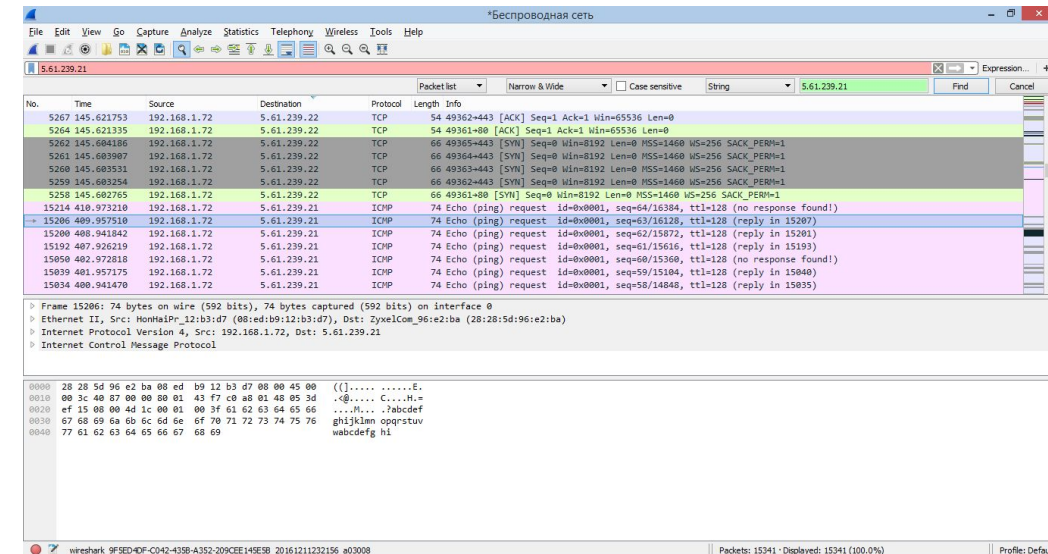 *Беспроводная сеть
File Edit View Go Capture Analyze Statistics Telephony Wireless Tools Help
5.61.239.21 Expression... +
Packet list Narrow & Wide Case sensitive String 5.61.239.21 Find Cancel
No. Time Source Destination Protocol Length Info
5267 145.621753 192.168.1.72 5.61.239.22 TCP 54 49362→443 [ACK] Seq=1 Ack=1 Win=65536 Len=0
5264 145.621335 192.168.1.72 5.61.239.22 TCP 54 49361→80 [ACK] Seq=1 Ack=1 Win=65536 Len=0
5262 145.604186 192.168.1.72 5.61.239.22 TCP 66 49365→443 [SYN] Seq=0 Win=8192 Len=0 MSS=1460 WS=256 SACK_PERM=1
5261 145.603907 192.168.1.72 5.61.239.22 TCP 66 49364→443 [SYN] Seq=0 Win=8192 Len=0 MSS=1460 WS=256 SACK_PERM=1
5260 145.603531 192.168.1.72 5.61.239.22 TCP 66 49363→443 [SYN] Seq=0 Win=8192 Len=0 MSS=1460 WS=256 SACK_PERM=1
5259 145.603254 192.168.1.72 5.61.239.22 TCP 66 49362→443 [SYN] Seq=0 Win=8192 Len=0 MSS=1460 WS=256 SACK_PERM=1
5258 145.602765 192.168.1.72 5.61.239.22 TCP 66 49361→80 [SYN] Seq=0 Win=8192 Len=0 MSS=1460 WS=256 SACK_PERM=1
15214 410.973210 192.168.1.72 5.61.239.21 ICMP 74 Echo (ping) request id=0x0001, seq=64/16384, ttl=128 (no response found!)
15206 409.957510 192.168.1.72 5.61.239.21 ICMP 74 Echo (ping) request id=0x0001, seq=63/16128, ttl=128 (reply in 15207)
15200 408.941842 192.168.1.72 5.61.239.21 ICMP 74 Echo (ping) request id=0x0001, seq=62/15872, ttl=128 (reply in 15201)
15192 407.926219 192.168.1.72 5.61.239.21 ICMP 74 Echo (ping) request id=0x0001, seq=61/15616, ttl=128 (reply in 15193)
15050 402.972818 192.168.1.72 5.61.239.21 ICMP 74 Echo (ping) request id=0x0001, seq=60/15360, ttl=128 (no response found!)
15039 401.957175 192.168.1.72 5.61.239.21 ICMP 74 Echo (ping) request id=0x0001, seq=59/15104, ttl=128 (reply in 15040)
15034 400.941470 192.168.1.72 5.61.239.21 ICMP 74 Echo (ping) request id=0x0001, seq=58/14848, ttl=128 (reply in 15035)
Frame 15206: 74 bytes on wire (592 bits), 74 bytes captured (592 bits) on interface 0
Ethernet II, Src: HonHaiPr_12:b3:d7 (08:ed:b9:12:b3:d7), Dst: ZyxelCom_96:e2:ba (28:28:5d:96:e2:ba)
Internet Protocol Version 4, Src: 192.168.1.72, Dst: 5.61.239.21
Internet Control Message Protocol
0000 28 28 5d 96 e2 ba 08 ed b9 12 b3 d7 08 00 45 00 ((]..... ......E.
0010 00 3c 40 87 00 00 80 01 43 f7 c0 a8 01 48 05 3d .<@..... C....H.=
0020 ef 15 08 00 4d 1c 00 01 00 3f 61 62 63 64 65 66 ....M... .?abcdef
0030 67 68 69 6a 6b 6c 6d 6e 6f 70 71 72 73 74 75 76 ghijklmn opqrstuv
0040 77 61 62 63 64 65 66 67 68 69 wabcdefg hi
wireshark_9F5ED4DF-C042-435B-A352-209CEE145E5B_20161211232156_a03008 Packets: 15341 · Displayed: 15341 (100.0%) Profile: Defau